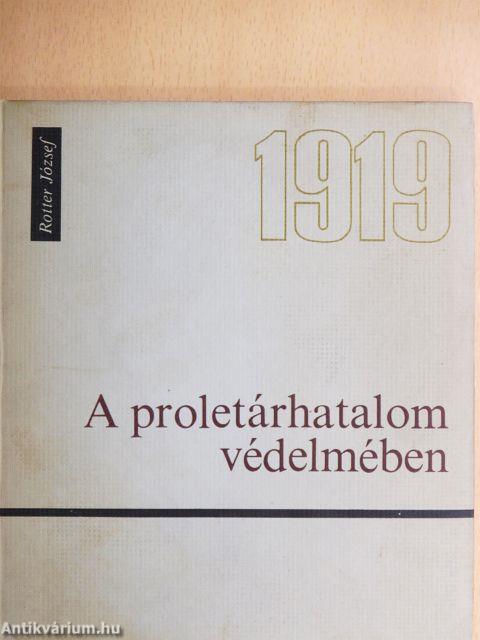 Rotter József
1919
A proletárhatalom
védelmében
Antikvárium.hu